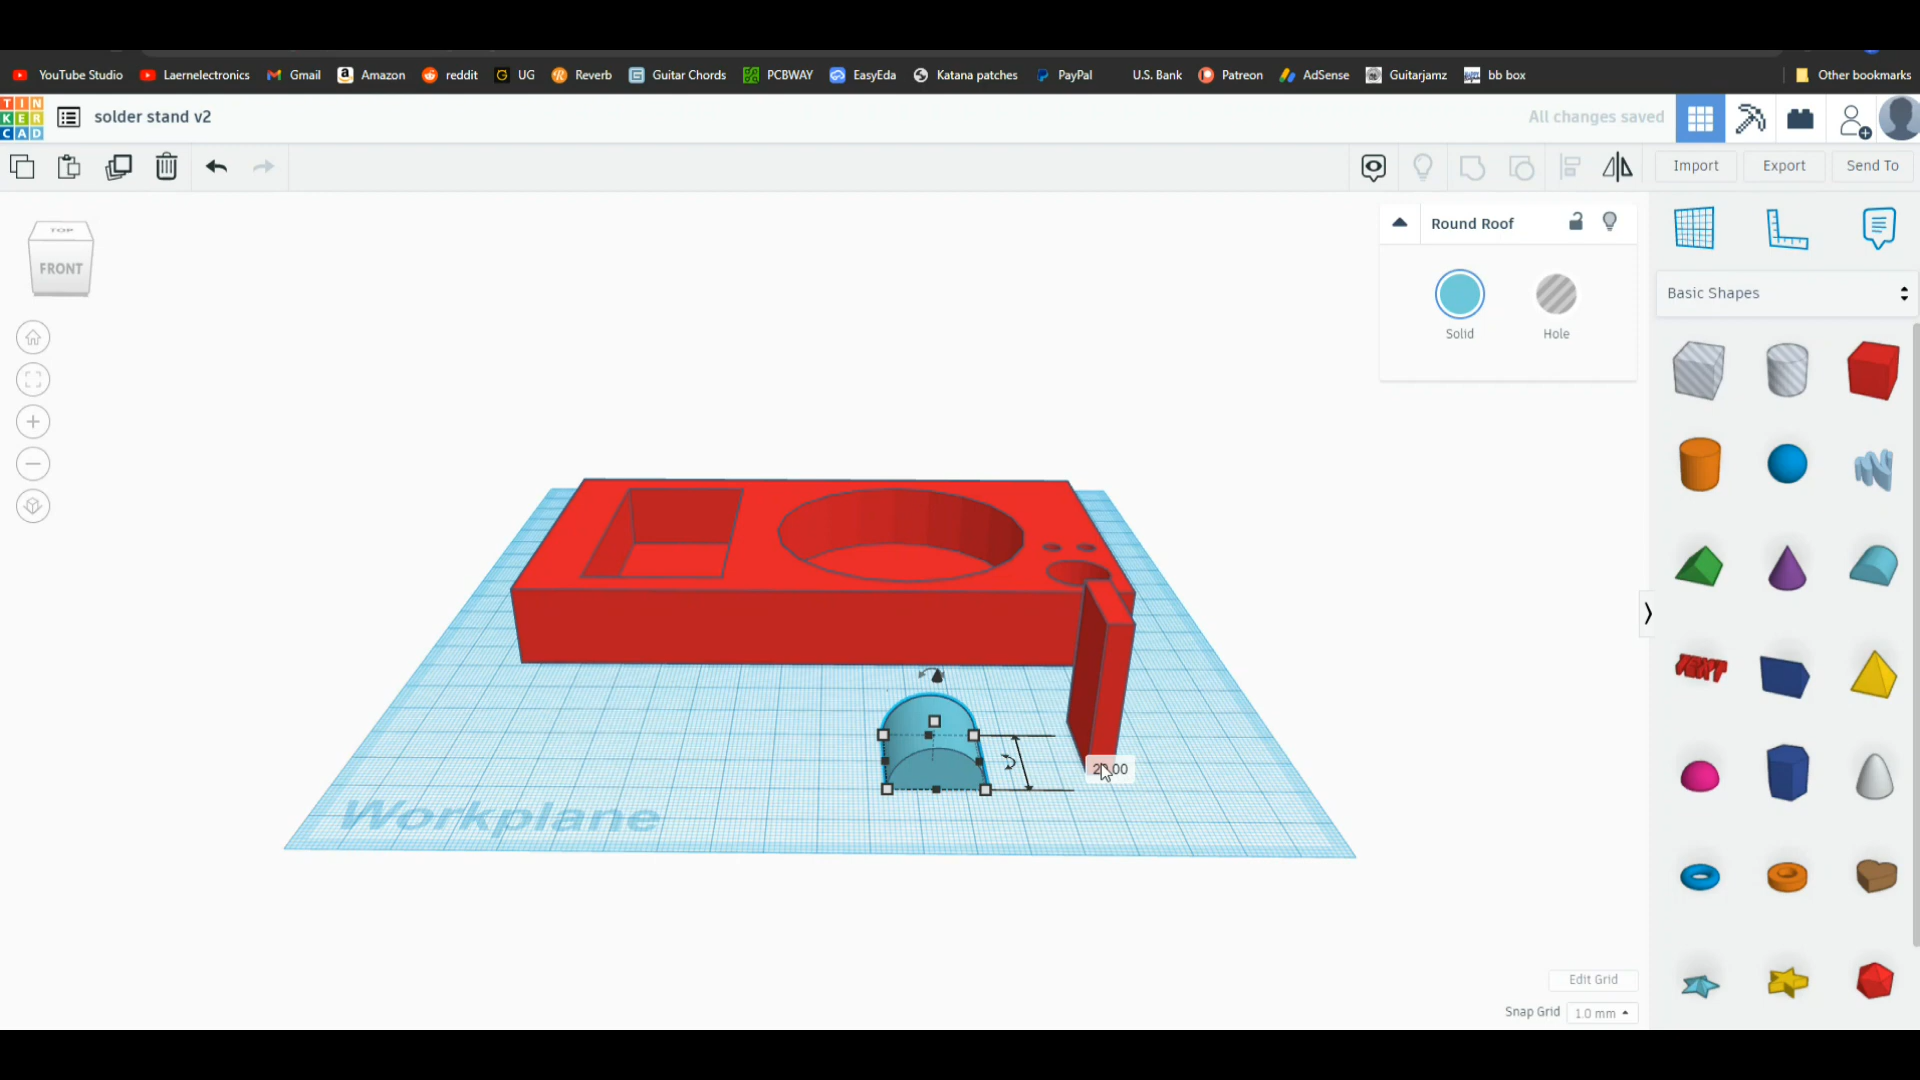 YouTube Studio Laernelectronics Gmail Amazon reddit UG Reverb Guitar Chords PCBWAY EasyEda Katana patches PayPal U.S. Bank Patreon AdSense Guitarjamz bb box Other bookmarks
TIN
KER
CAD
solder stand v2
All changes saved
Import
Export
Send To
TOP
FRONT
Round Roof
Solid
Hole
Basic Shapes
TEXT
Workplane
Edit Grid
Snap Grid
1.0 mm